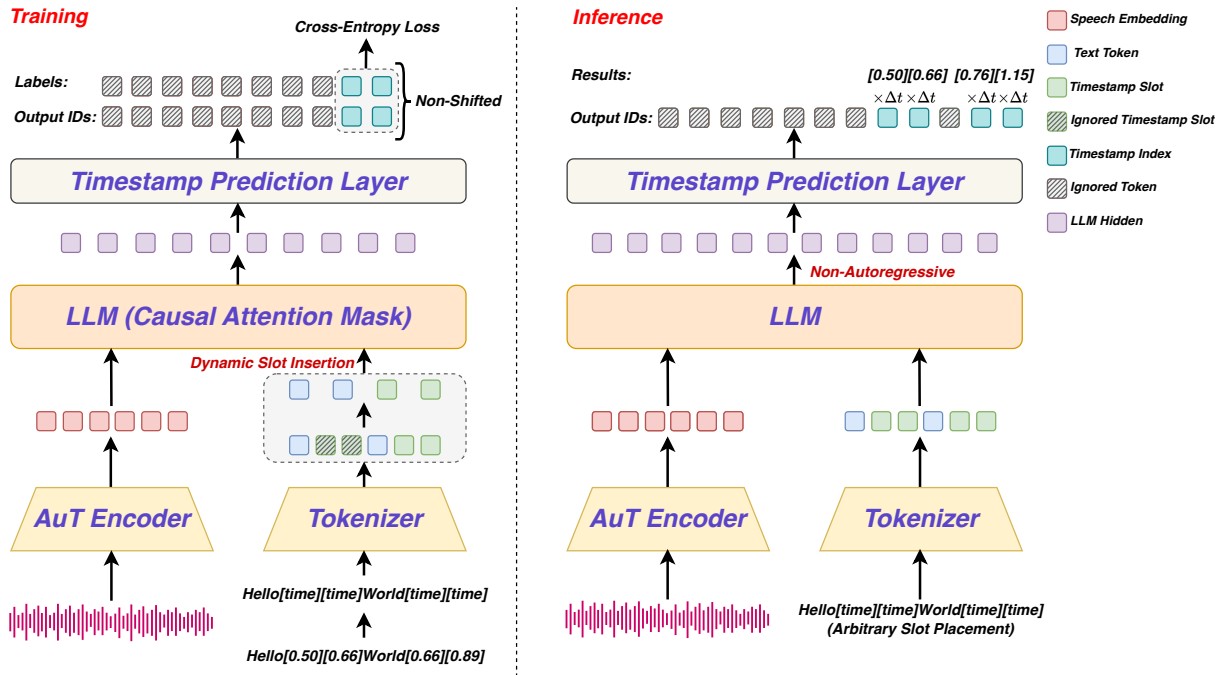 Training
Cross-Entropy Loss
Labels:
Output IDs:
Non-Shifted
Timestamp Prediction Layer
LLM (Causal Attention Mask)
Dynamic Slot Insertion
AuT Encoder
Tokenizer
Hello[time][time]World[time][time]
Hello[0.50][0.66]World[0.66][0.89]
Inference
Results:
[0.50][0.66] [0.76][1.15]
×Δt ×Δt ×Δt ×Δt
Output IDs:
Timestamp Prediction Layer
Non-Autoregressive
LLM
AuT Encoder
Tokenizer
Hello[time][time]World[time][time]
(Arbitrary Slot Placement)
Speech Embedding
Text Token
Timestamp Slot
Ignored Timestamp Slot
Timestamp Index
Ignored Token
LLM Hidden